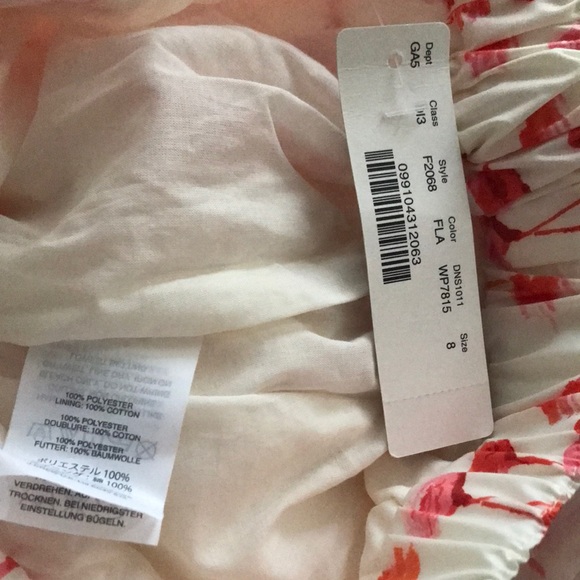 Dept Class Style Color DNS1011 Size
GA5 F2068 FLA WP7815 8
099104312063
100% POLYESTER
LINING: 100% COTTON
100% POLYESTER
DOUBLURE: 100% COTON
100% POLYESTER
FUTTER: 100% BAUMWOLLE
ポリエステル 100%
綿 100%
VERDREHEN.
TROCKNEN. BEI NIEDRIGSTER
EINSTELLUNG BÜGELN.